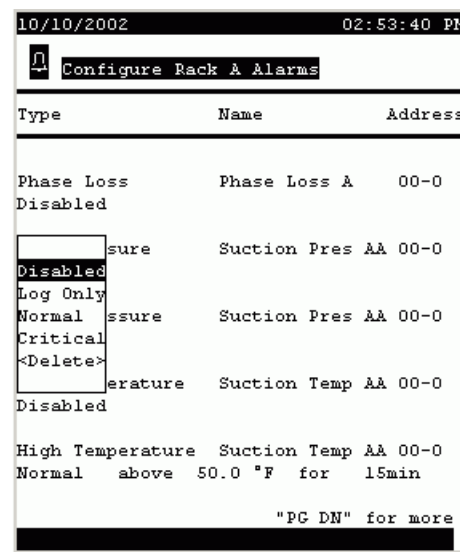 10/10/2002 02:53:40 PM
Configure Rack A Alarms
Type Name Address
Phase Loss Phase Loss A 00-0
Disabled
sure Suction Pres AA 00-0
Disabled
Log Only
Normal ssure Suction Pres AA 00-0
Critical
<Delete>
erature Suction Temp AA 00-0
Disabled
High Temperature Suction Temp AA 00-0
Normal above 50.0 °F for 15min
"PG DN" for more